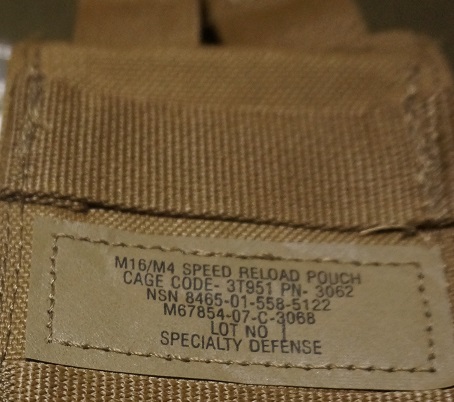 M16/M4 SPEED RELOAD POUCH
CAGE CODE- 3T951 PN- 3062
NSN 8465-01-558-5122
M67854-07-C-3068
LOT NO 1
SPECIALTY DEFENSE